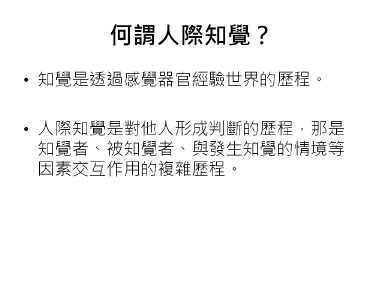 何謂人際知覺？
• 知覺是透過感覺器官經驗世界的歷程。
• 人際知覺是對他人形成判斷的歷程，那是
知覺者、被知覺者、與發生知覺的情境等
因素交互作用的複雜歷程。